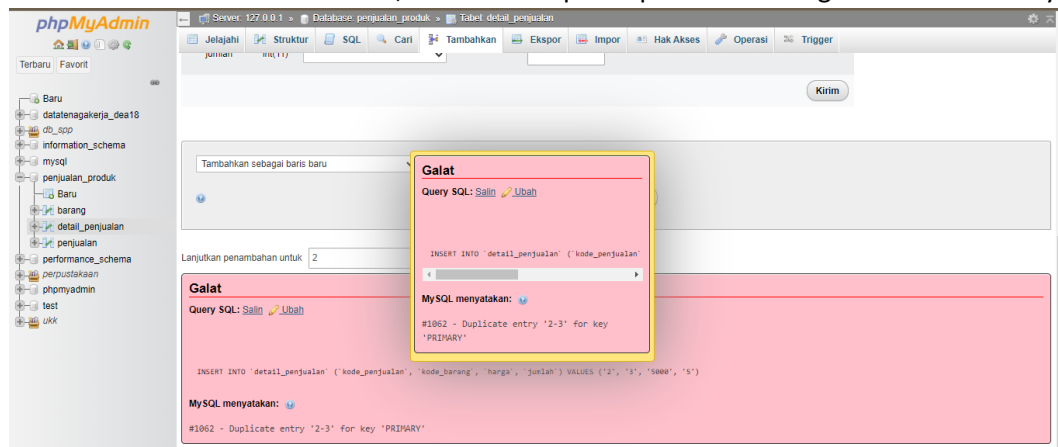 phpMyAdmin
Terbaru Favorit
Baru
datatenagakerja_dea18
db_spp
information_schema
mysql
penjualan_produk
Baru
barang
detail_penjualan
penjualan
performance_schema
perpustakaan
phpmyadmin
test
ukk
Server: 127.0.0.1 » Database: penjualan_produk » Tabel: detail_penjualan
Jelajahi Struktur SQL Cari Tambahkan Ekspor Impor Hak Akses Operasi Trigger
jumlah int(11)
Kirim
Tambahkan sebagai baris baru
Galat
Query SQL: Salin Ubah
INSERT INTO `detail_penjualan` (`kode_penjualan`
MySQL menyatakan:
#1062 - Duplicate entry '2-3' for key
'PRIMARY'
Lanjutkan penambahan untuk 2
Galat
Query SQL: Salin Ubah
INSERT INTO `detail_penjualan` (`kode_penjualan`, `kode_barang`, `harga`, `jumlah`) VALUES ('2', '3', '5000', '5')
MySQL menyatakan:
#1062 - Duplicate entry '2-3' for key 'PRIMARY'